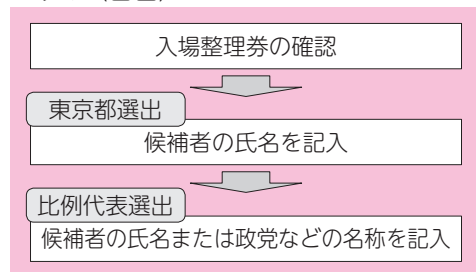 入場整理券の確認
東京都選出
候補者の氏名を記入
比例代表選出
候補者の氏名または政党などの名称を記入